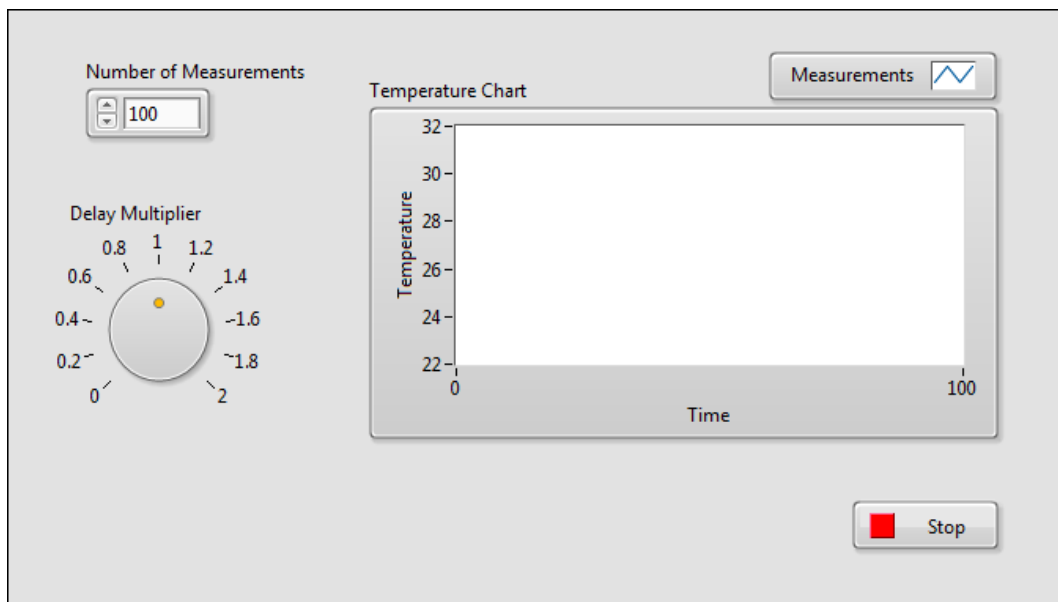 Number of Measurements
100
Delay Multiplier
0
0.2
0.4
0.6
0.8
1
1.2
1.4
1.6
1.8
2
Temperature Chart
Measurements
Temperature
32
30
28
26
24
22
0
100
Time
Stop